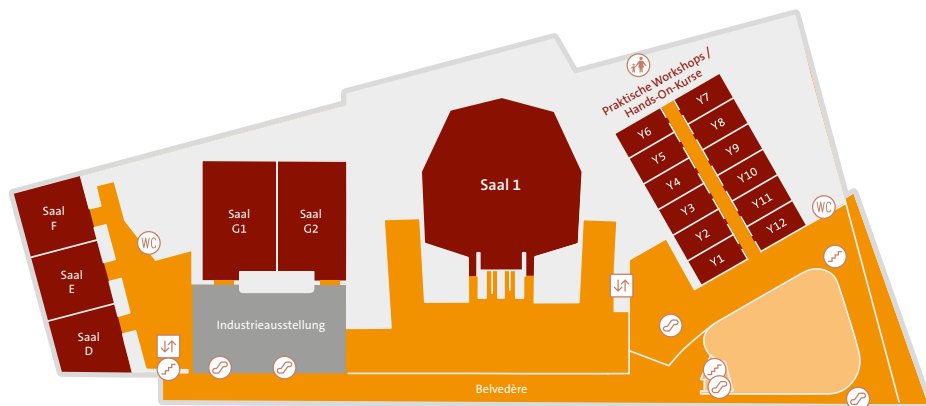 Praktische Workshops /
Hands-On-Kurse
Y7
Y6
Y8
Y5
Y9
Y4
Y10
Y3
Y11
Y2
Y12
Y1
Saal 1
Saal
F
Saal
G1
Saal
G2
WC
WC
Saal
E
Saal
D
Industrieausstellung
Belvedère